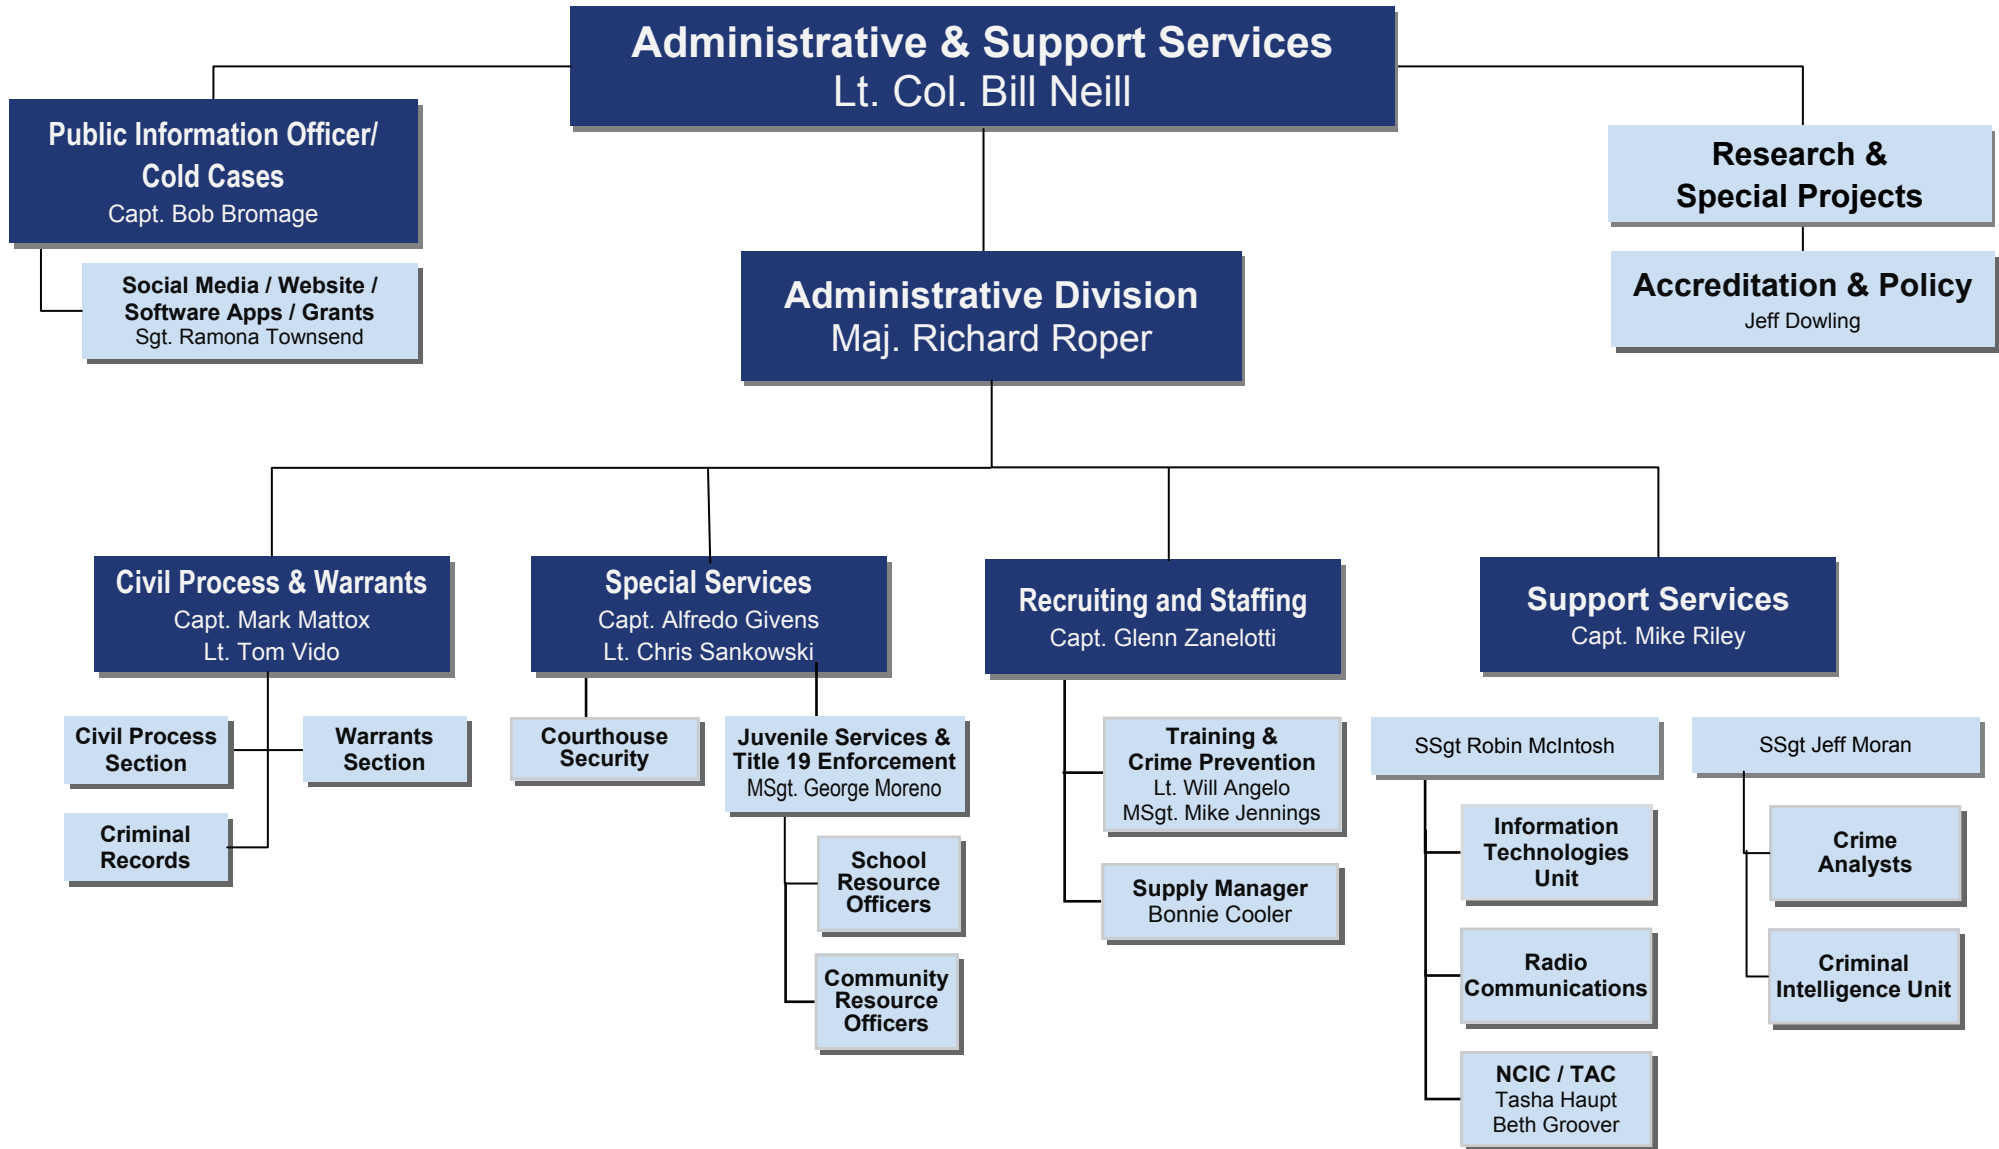 Administrative & Support Services
Lt. Col. Bill Neill
Public Information Officer/
Cold Cases
Capt. Bob Bromage
Social Media / Website /
Software Apps / Grants
Sgt. Ramona Townsend
Research &
Special Projects
Accreditation & Policy
Jeff Dowling
Administrative Division
Maj. Richard Roper
Civil Process & Warrants
Capt. Mark Mattox
Lt. Tom Vido
Civil Process
Section
Warrants
Section
Criminal
Records
Special Services
Capt. Alfredo Givens
Lt. Chris Sankowski
Courthouse
Security
Juvenile Services &
Title 19 Enforcement
MSgt. George Moreno
School
Resource
Officers
Community
Resource
Officers
Recruiting and Staffing
Capt. Glenn Zanelotti
Training &
Crime Prevention
Lt. Will Angelo
MSgt. Mike Jennings
Supply Manager
Bonnie Cooler
Support Services
Capt. Mike Riley
SSgt Robin McIntosh
Information
Technologies
Unit
Radio
Communications
NCIC / TAC
Tasha Haupt
Beth Groover
SSgt Jeff Moran
Crime
Analysts
Criminal
Intelligence Unit